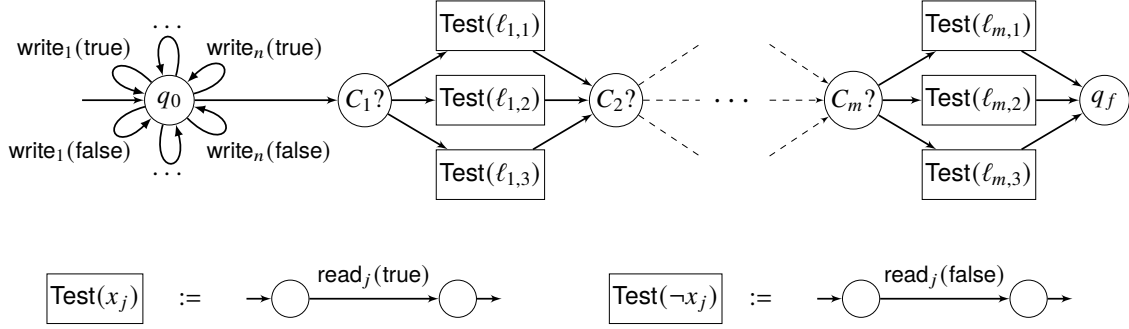 ⋯ Test(ℓ₁,₁) Test(ℓₘ,₁)
write₁(true) writeₙ(true)
q₀ C₁? Test(ℓ₁,₂) C₂? ⋯ Cₘ? Test(ℓₘ,₂) q_f
write₁(false) writeₙ(false)
⋯ Test(ℓ₁,₃) Test(ℓₘ,₃)
Test(xⱼ) := readⱼ(true) Test(¬xⱼ) := readⱼ(false)